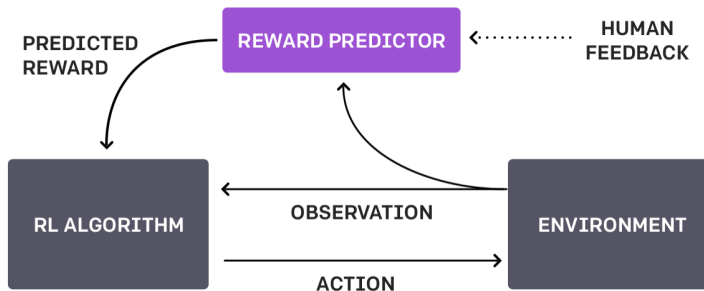 PREDICTED
REWARD
REWARD PREDICTOR
HUMAN
FEEDBACK
RL ALGORITHM
OBSERVATION
ENVIRONMENT
ACTION